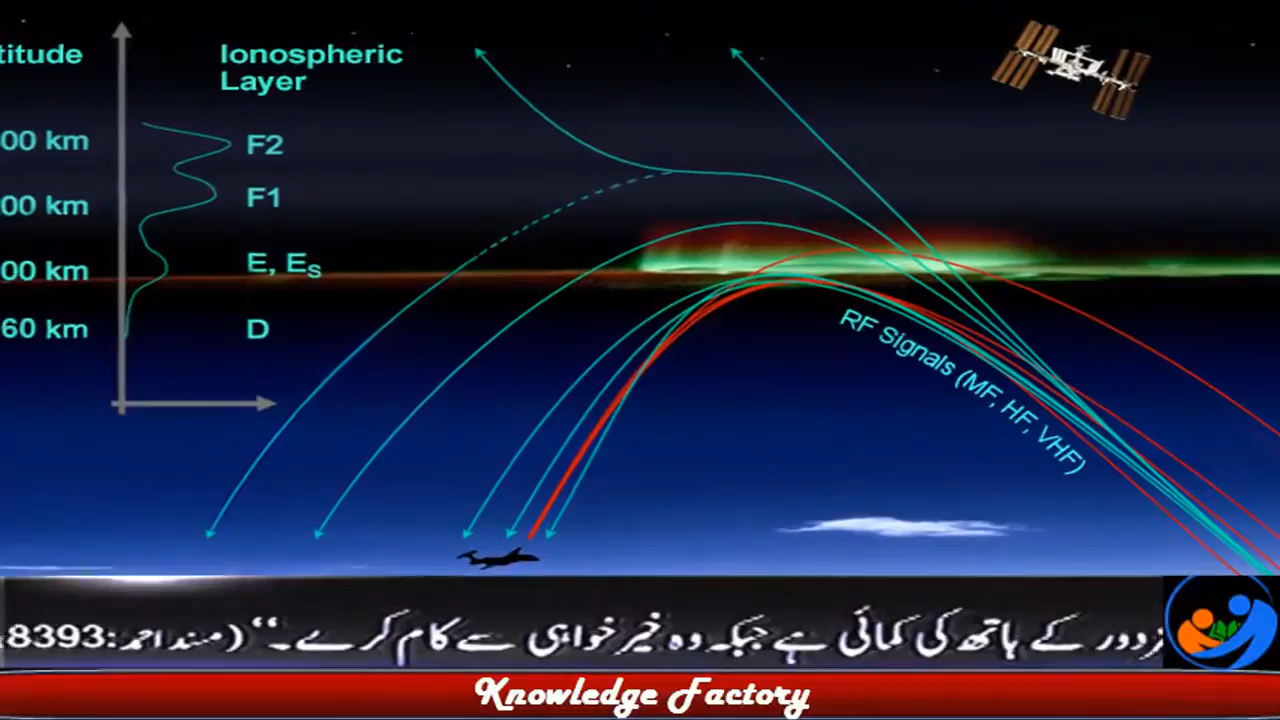 titude
Ionospheric
Layer
00 km
F2
00 km
F1
00 km
E, Es
60 km
D
RF Signals (MF, HF, VHF)
زدور کے ہاتھ کی کمائی ہے جبکہ وہ خیر خواہی سے کام کرے۔‘‘ (مسند احمد:8393
Knowledge Factory